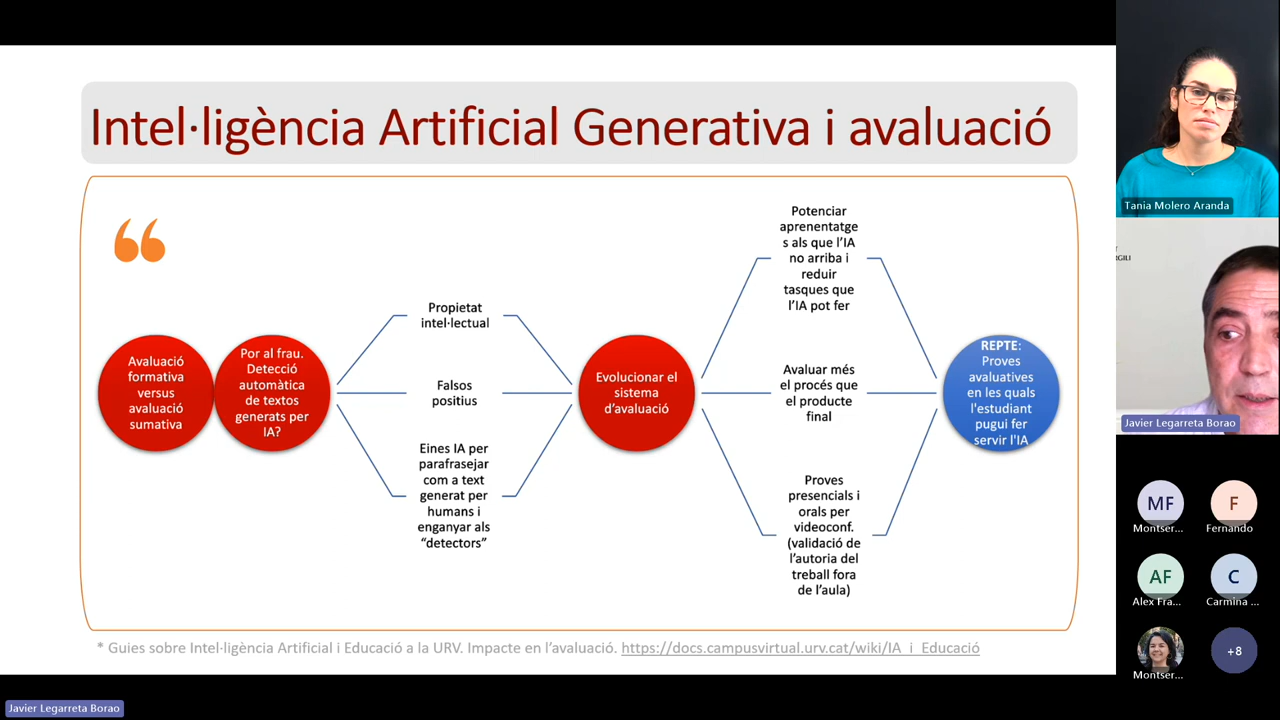 Intel·ligència Artificial Generativa i avaluació
“
Avaluació
formativa
versus
avaluació
sumativa
Por al frau.
Detecció
automàtica
de textos
generats per
IA?
Propietat
intel·lectual
Falsos
positius
Eines IA per
parafrasejar
com a text
generat per
humans i
enganyar als
“detectors”
Evolucionar el
sistema
d’avaluació
Potenciar
aprenentatge
s als que l’IA
no arriba i
reduir
tasques que
l’IA pot fer
Avaluar més
el procés que
el producte
final
Proves
presencials i
orals per
videoconf.
(validació de
l’autoria del
treball fora
de l’aula)
REPTE:
Proves
avaluatives
en les quals
l'estudiant
pugui fer
servir l'IA
* Guies sobre Intel·ligència Artificial i Educació a la URV. Impacte en l’avaluació. https://docs.campusvirtual.urv.cat/wiki/IA_i_Educació
Tania Molero Aranda
Javier Legarreta Borao
MF
Montser...
F
Fernando
AF
Alex Fra...
C
Carmina ...
Montser...
+8
Javier Legarreta Borao